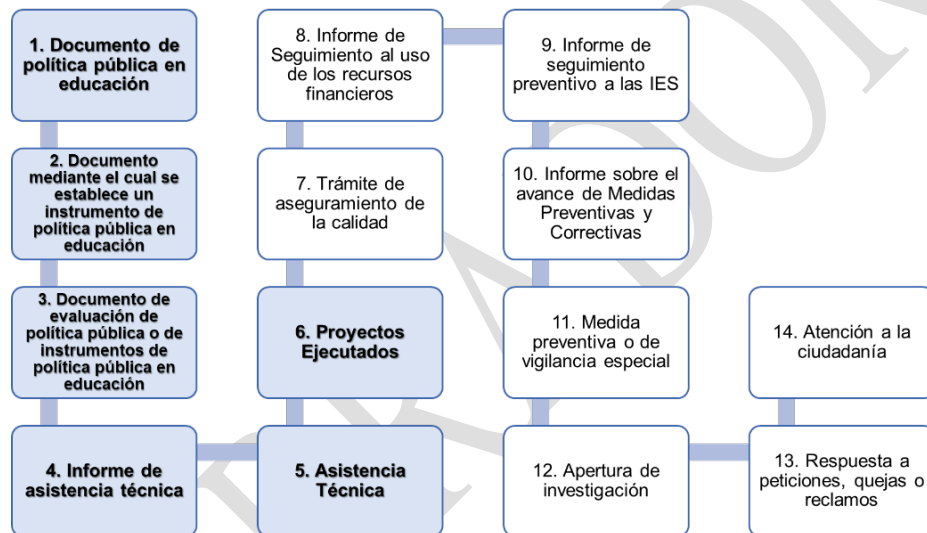 1. Documento de
política pública en
educación
2. Documento
mediante el cual se
establece un
instrumento de
política pública en
educación
3. Documento de
evaluación de
política pública o de
instrumentos de
política pública en
educación
4. Informe de
asistencia técnica
5. Asistencia
Técnica
6. Proyectos
Ejecutados
7. Trámite de
aseguramiento de
la calidad
8. Informe de
Seguimiento al uso
de los recursos
financieros
9. Informe de
seguimiento
preventivo a las IES
10. Informe sobre el
avance de Medidas
Preventivas y
Correctivas
11. Medida
preventiva o de
vigilancia especial
12. Apertura de
investigación
13. Respuesta a
peticiones, quejas o
reclamos
14. Atención a la
ciudadanía